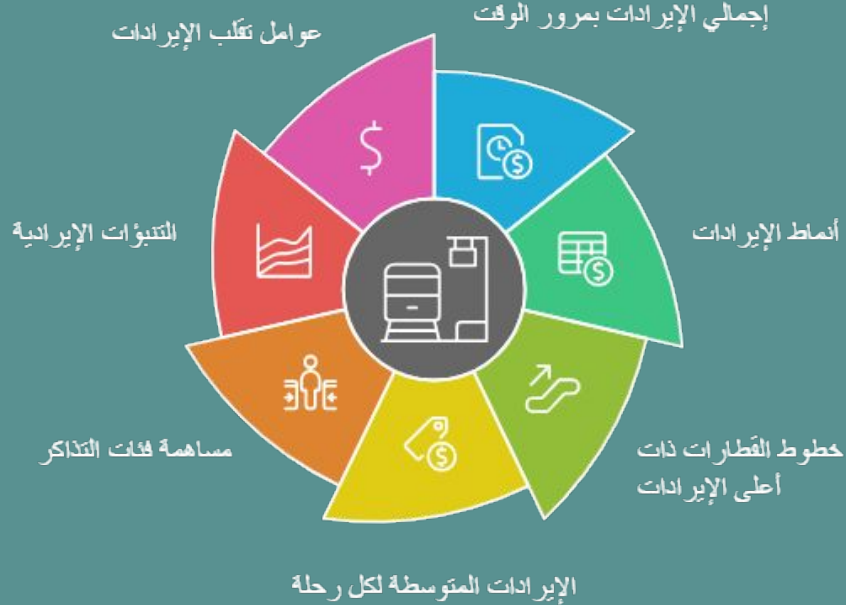 إجمالي الإيرادات بمرور الوقت
عوامل تقلب الإيرادات
أنماط الإيرادات
التنبؤات الإيرادية
خطوط القطارات ذات
أعلى الإيرادات
مساهمة فئات التذاكر
الإيرادات المتوسطة لكل رحلة